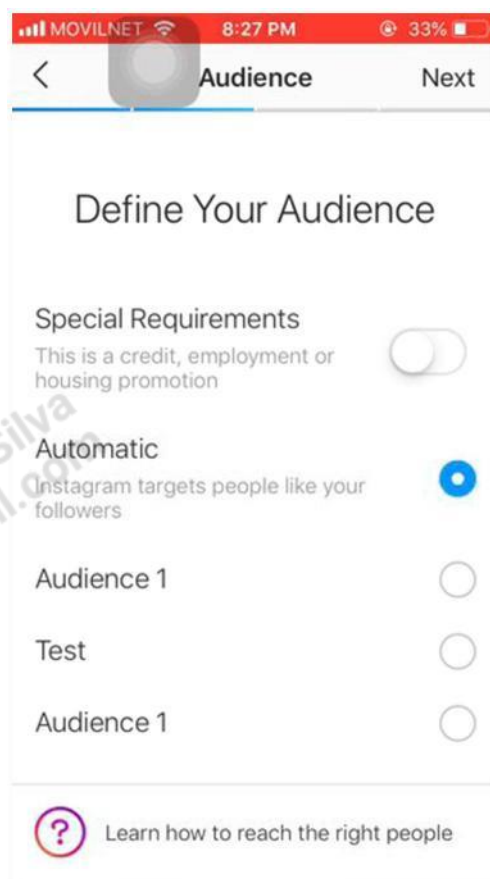 MOVILNET 8:27 PM 33%
Audience Next
Define Your Audience
Special Requirements
This is a credit, employment or
housing promotion
Silva
Automatic
Instagram targets people like your
followers
Audience 1
Test
Audience 1
Learn how to reach the right people